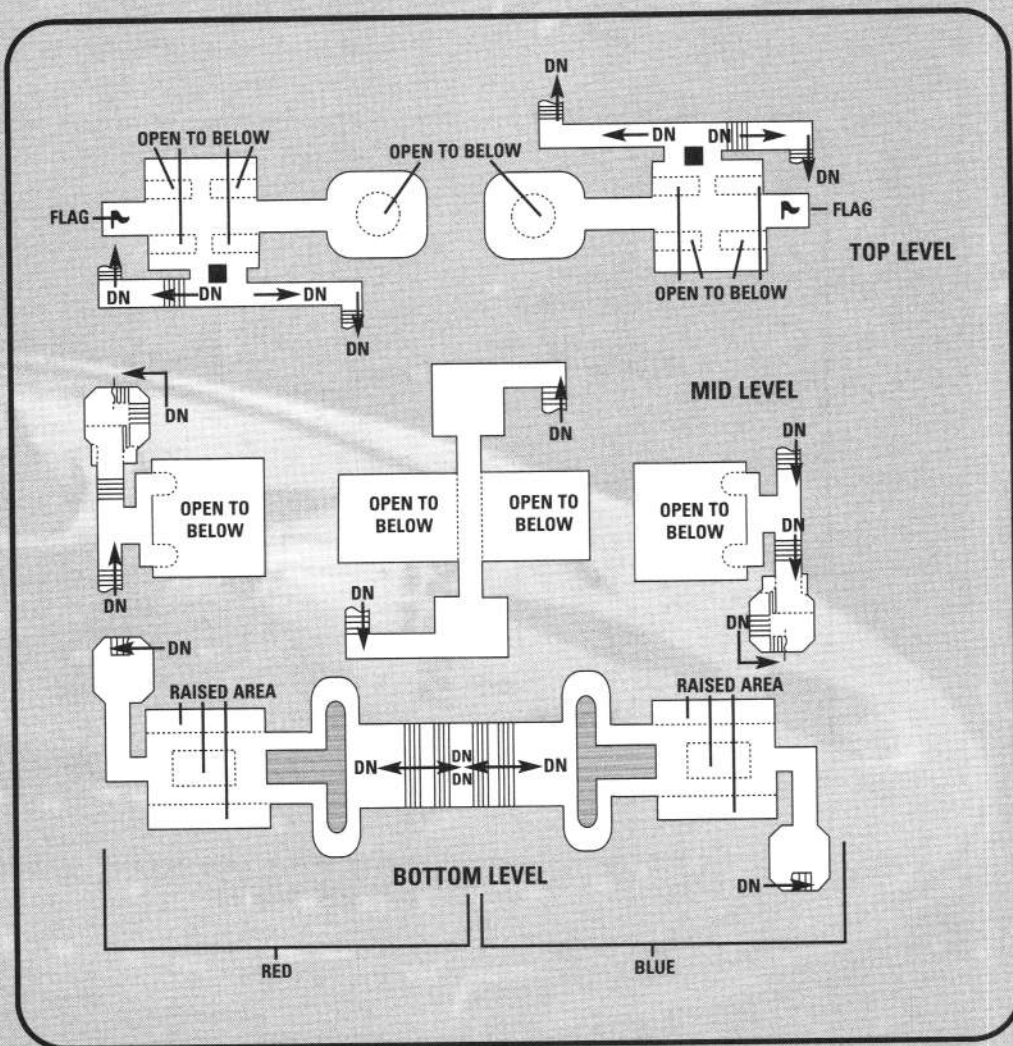 DN
OPEN TO BELOW
OPEN TO BELOW
DN
DN
DN
FLAG
FLAG
TOP LEVEL
DN
DN
DN
OPEN TO BELOW
DN
MID LEVEL
DN
DN
DN
OPEN TO
BELOW
OPEN TO
BELOW
OPEN TO
BELOW
OPEN TO
BELOW
DN
DN
DN
DN
DN
RAISED AREA
RAISED AREA
DN
DN
DN
DN
BOTTOM LEVEL
DN
RED
BLUE